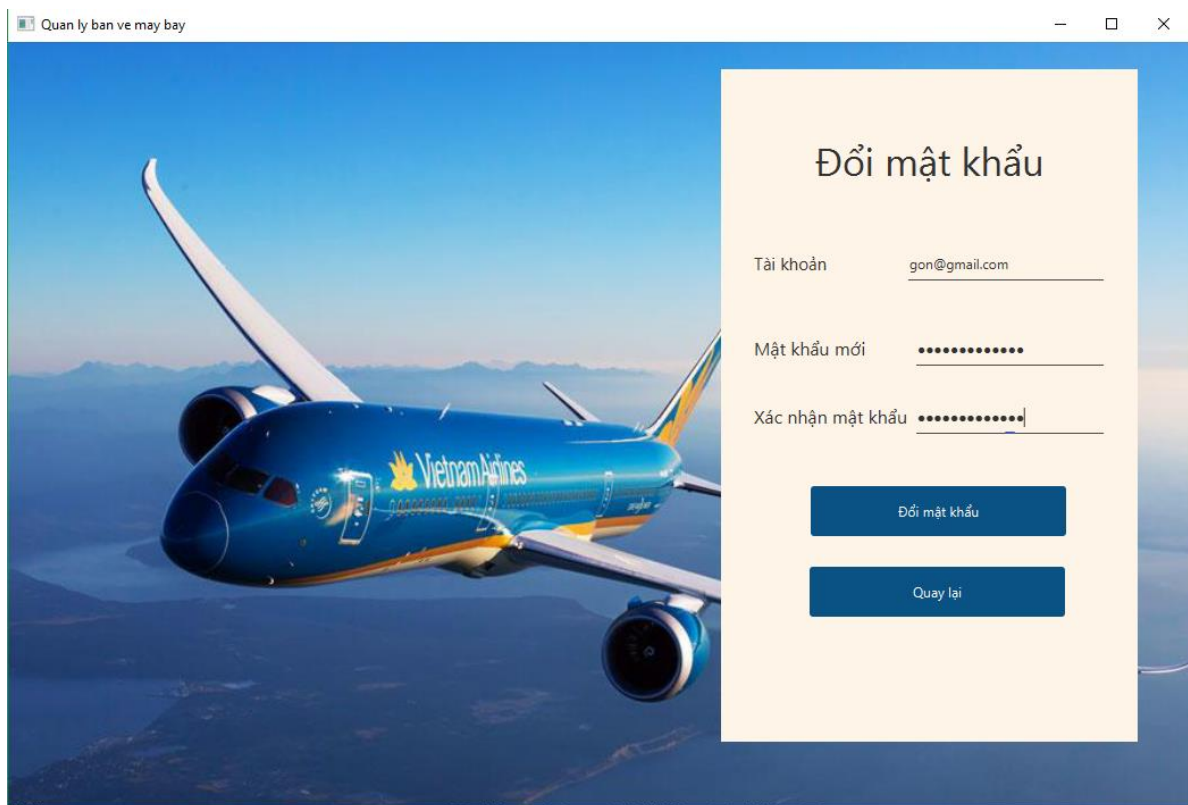 Quan ly ban ve may bay
Đổi mật khẩu
Tài khoản gon@gmail.com
Mật khẩu mới •••••••••••••
Xác nhận mật khẩu •••••••••••••
Vietnam Airlines
Đổi mật khẩu
Quay lại